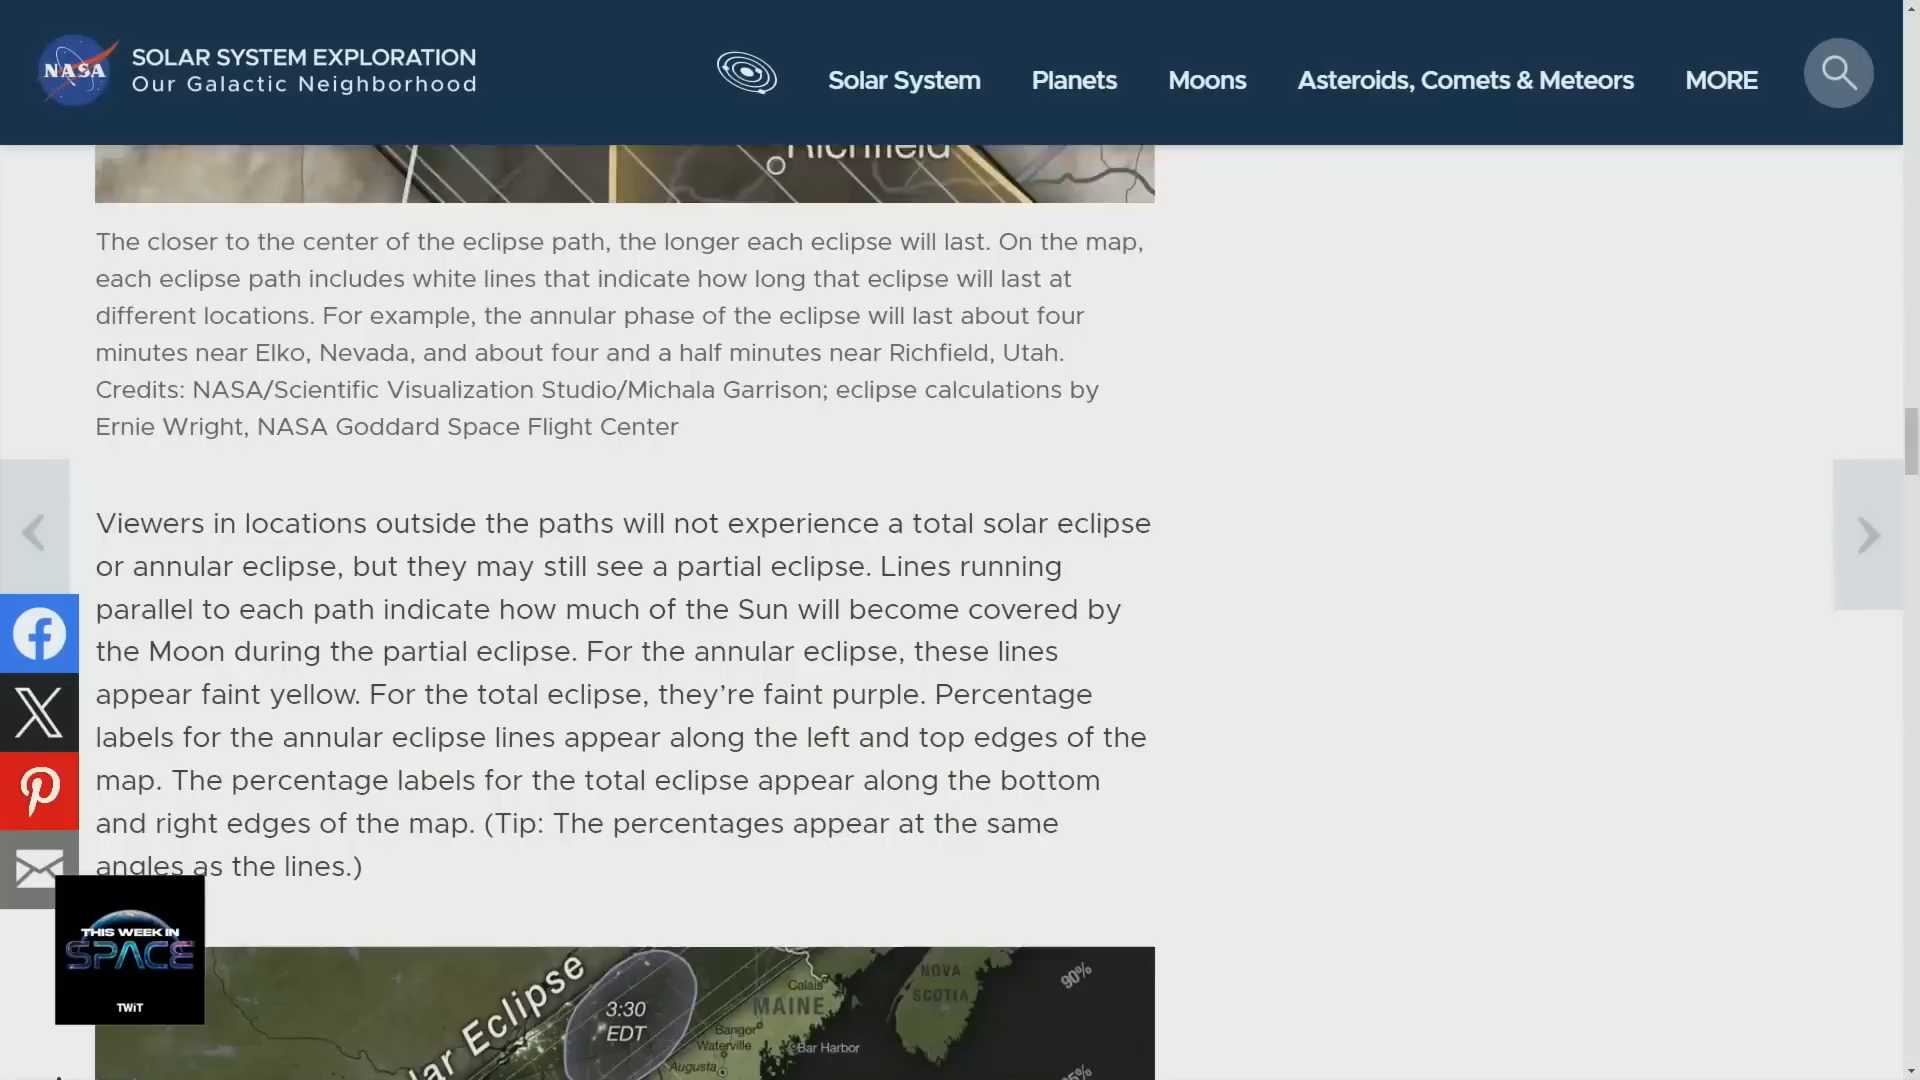 NASA
SOLAR SYSTEM EXPLORATION
Our Galactic Neighborhood
Solar System
Planets
Moons
Asteroids, Comets & Meteors
MORE
Richfield
The closer to the center of the eclipse path, the longer each eclipse will last. On the map,
each eclipse path includes white lines that indicate how long that eclipse will last at
different locations. For example, the annular phase of the eclipse will last about four
minutes near Elko, Nevada, and about four and a half minutes near Richfield, Utah.
Credits: NASA/Scientific Visualization Studio/Michala Garrison; eclipse calculations by
Ernie Wright, NASA Goddard Space Flight Center
Viewers in locations outside the paths will not experience a total solar eclipse
or annular eclipse, but they may still see a partial eclipse. Lines running
parallel to each path indicate how much of the Sun will become covered by
the Moon during the partial eclipse. For the annular eclipse, these lines
appear faint yellow. For the total eclipse, they’re faint purple. Percentage
labels for the annular eclipse lines appear along the left and top edges of the
map. The percentage labels for the total eclipse appear along the bottom
and right edges of the map. (Tip: The percentages appear at the same
angles as the lines.)
THIS WEEK IN
SPACE
TWiT
ar Eclipse
3:30
EDT
Calais
MAINE
Bangor
Waterville
Bar Harbor
Augusta
NOVA
SCOTIA
90%
5%